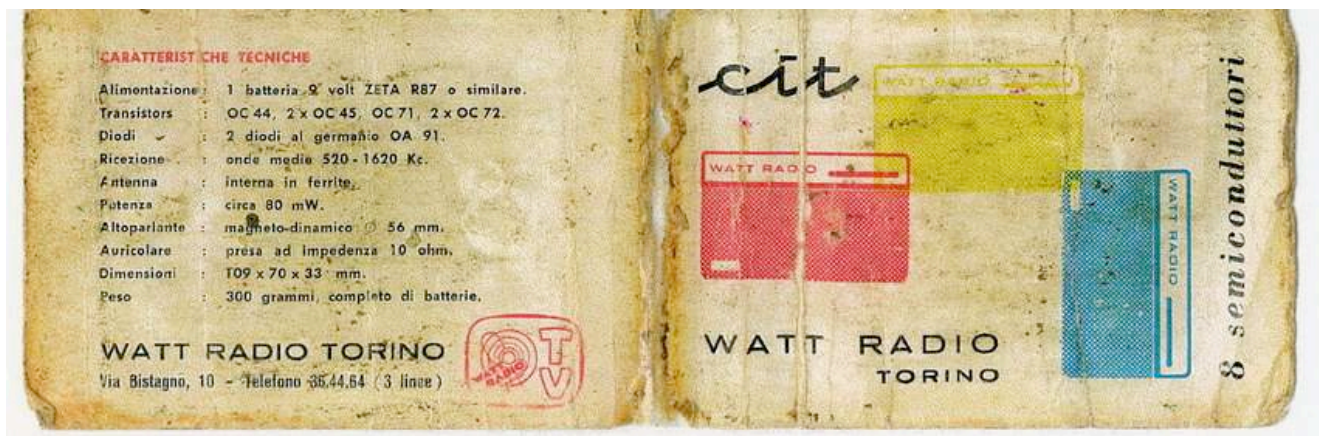 CARATTERISTICHE TECNICHE
Alimentazione : 1 batteria 9 volt ZETA R87 o similare.
Transistors : OC 44, 2 x OC 45, OC 71, 2 x OC 72.
Diodi : 2 diodi al germanio OA 91.
Ricezione : onde medie 520 - 1620 Kc.
Antenna : interna in ferrite.
Potenza : circa 80 mW.
Altoparlante : magneto-dinamico ∅ 56 mm.
Auricolare : presa ad impedenza 10 ohm.
Dimensioni : 109 x 70 x 33 mm.
Peso : 300 grammi, completo di batterie.
WATT RADIO TORINO
Via Bistagno, 10 - Telefono 36.44.64 (3 linee)
WATT RADIO
TV
cit
WATT RADIO
WATT RADIO
WATT RADIO
WATT RADIO
TORINO
8 semiconduttori